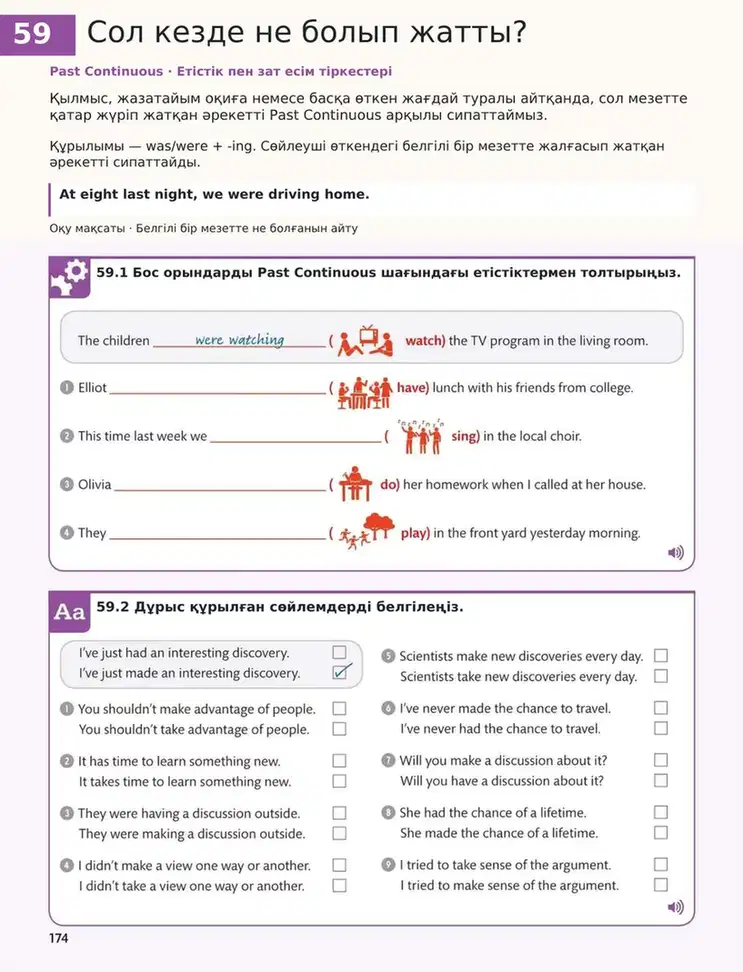 59
Сол кезде не болып жатты?
Past Continuous · Етістік пен зат есім тіркестері
Қылмыс, жазатайым оқиға немесе басқа өткен жағдай туралы айтқанда, сол мезетте
қатар жүріп жатқан әрекетті Past Continuous арқылы сипаттаймыз.
Құрылымы — was/were + -ing. Сөйлеуші өткендегі белгілі бір мезетте жалғасып жатқан
әрекетті сипаттайды.
At eight last night, we were driving home.
Оқу мақсаты · Белгілі бір мезетте не болғанын айту
59.1 Бос орындарды Past Continuous шағындағы етістіктермен толтырыңыз.
The children were watching ( watch) the TV program in the living room.
1 Elliot ( have) lunch with his friends from college.
2 This time last week we ( sing) in the local choir.
3 Olivia ( do) her homework when I called at her house.
4 They ( play) in the front yard yesterday morning.
Aa 59.2 Дұрыс құрылған сөйлемдерді белгілеңіз.
I've just had an interesting discovery.
I've just made an interesting discovery.
1 You shouldn't make advantage of people.
You shouldn't take advantage of people.
2 It has time to learn something new.
It takes time to learn something new.
3 They were having a discussion outside.
They were making a discussion outside.
4 I didn't make a view one way or another.
I didn't take a view one way or another.
5 Scientists make new discoveries every day.
Scientists take new discoveries every day.
6 I've never made the chance to travel.
I've never had the chance to travel.
7 Will you make a discussion about it?
Will you have a discussion about it?
8 She had the chance of a lifetime.
She made the chance of a lifetime.
9 I tried to take sense of the argument.
I tried to make sense of the argument.
174